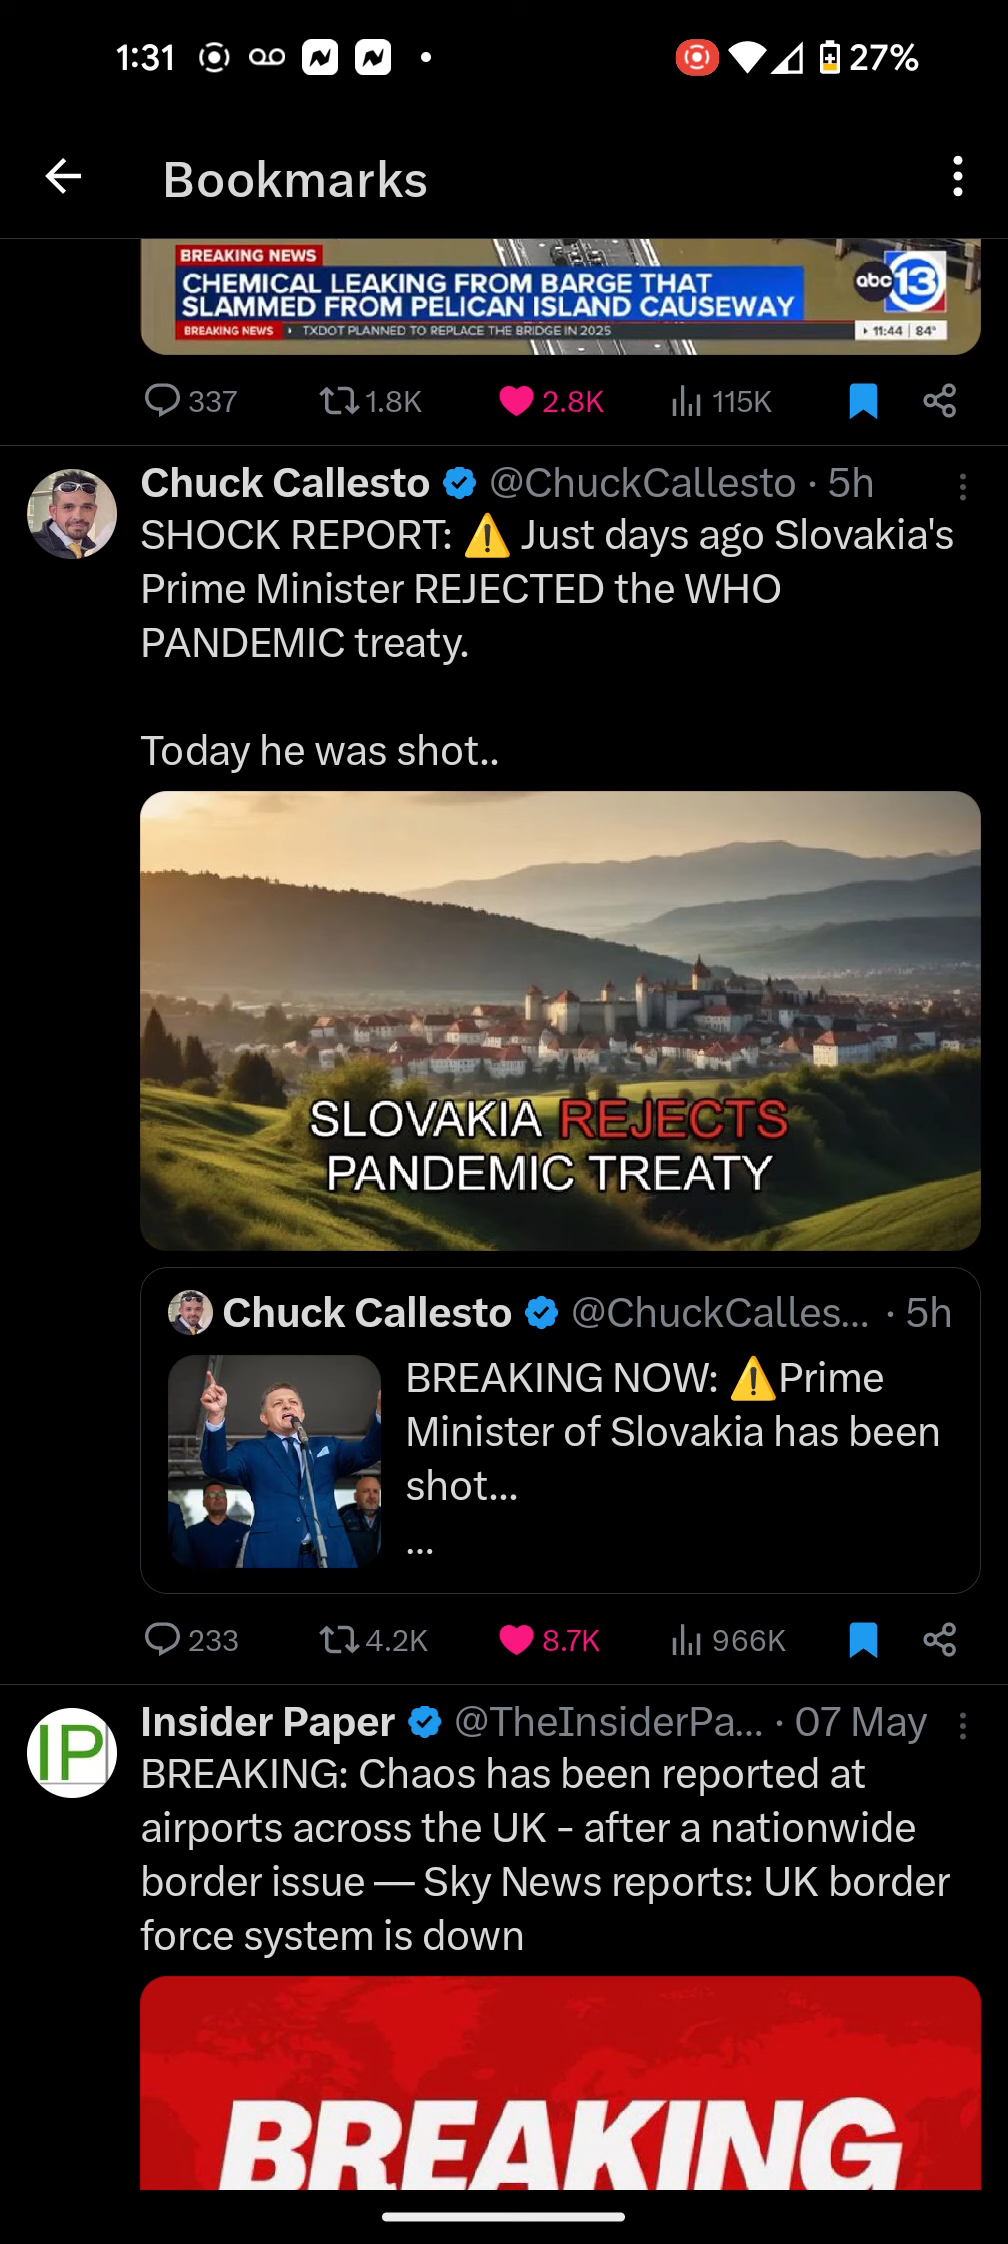 1:31
27%
Bookmarks
BREAKING NEWS
CHEMICAL LEAKING FROM BARGE THAT
SLAMMED FROM PELICAN ISLAND CAUSEWAY
abc 13
BREAKING NEWS TXDOT PLANNED TO REPLACE THE BRIDGE IN 2025
11:44 84°
337 1.8K 2.8K 115K
Chuck Callesto @ChuckCallesto · 5h
SHOCK REPORT: ⚠️ Just days ago Slovakia's
Prime Minister REJECTED the WHO
PANDEMIC treaty.
Today he was shot..
SLOVAKIA REJECTS
PANDEMIC TREATY
Chuck Callesto @ChuckCalles... · 5h
BREAKING NOW: ⚠️Prime
Minister of Slovakia has been
shot...
...
233 4.2K 8.7K 966K
IP
Insider Paper @TheInsiderPa... · 07 May
BREAKING: Chaos has been reported at
airports across the UK - after a nationwide
border issue — Sky News reports: UK border
force system is down
BREAKING